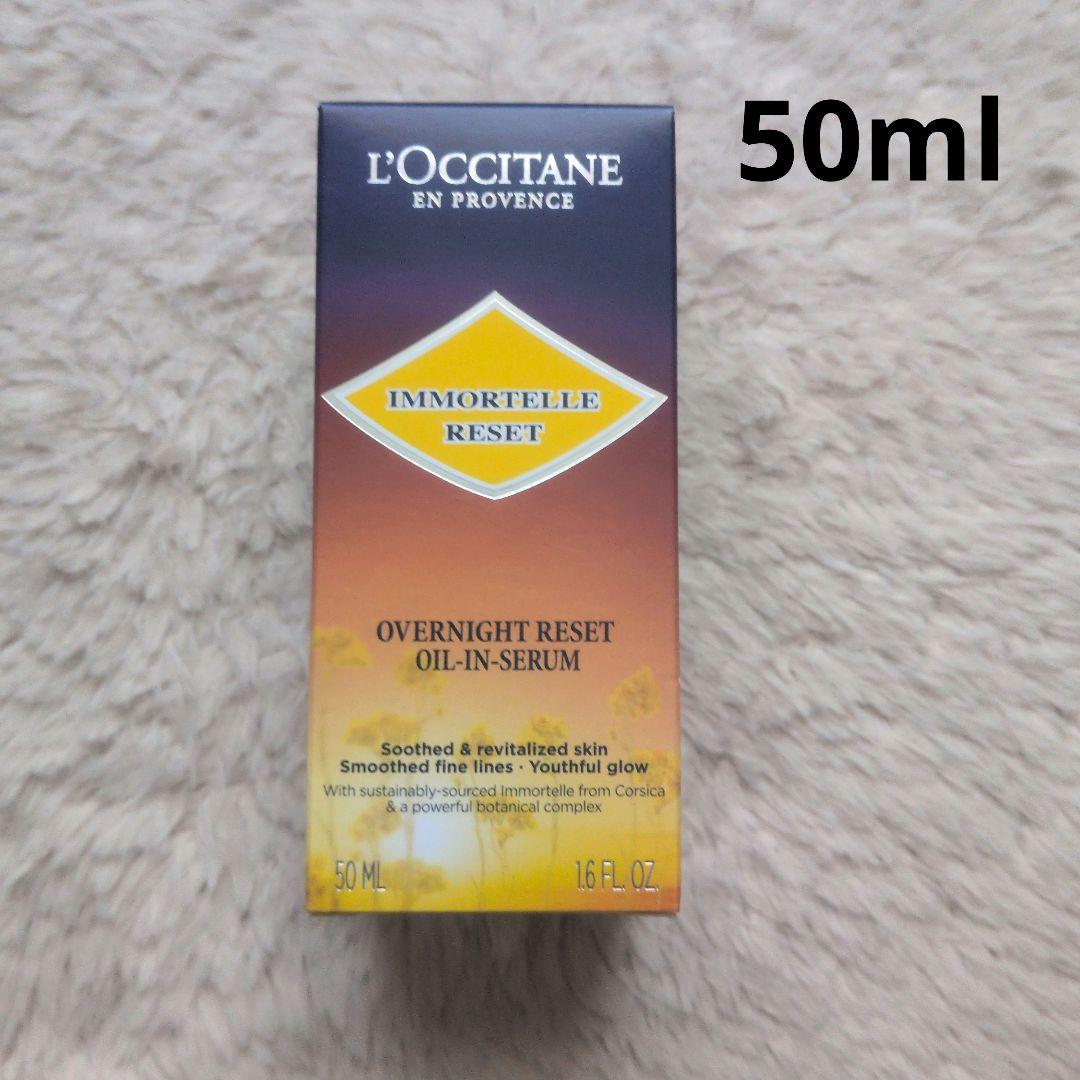 50ml
L'OCCITANE
EN PROVENCE
IMMORTELLE
RESET
OVERNIGHT RESET
OIL-IN-SERUM
Soothed & revitalized skin
Smoothed fine lines · Youthful glow
With sustainably-sourced Immortelle from Corsica
& a powerful botanical complex
50 ML 1.6 FL. OZ.